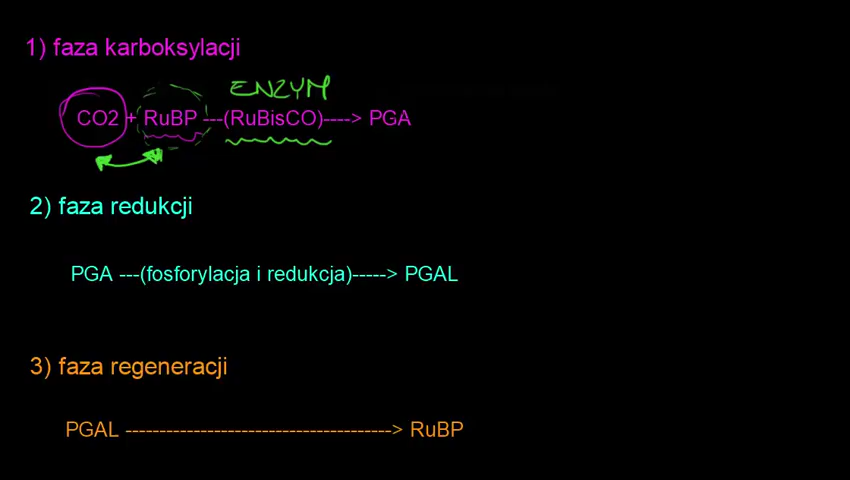 1) faza karboksylacji
ENZYM
CO2 + RuBP ---(RuBisCO)----> PGA
2) faza redukcji
PGA ---(fosforylacja i redukcja)-----> PGAL
3) faza regeneracji
PGAL ---------------------------------------> RuBP